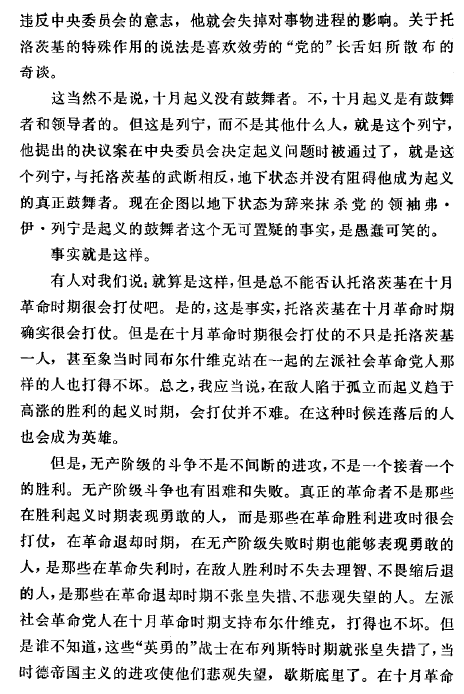 违反中央委员会的意志，他就会失掉对事物进程的影响。关于托
洛茨基的特殊作用的说法是喜欢效劳的“党的”长舌妇所散布的
奇谈。
这当然不是说，十月起义没有鼓舞者。不，十月起义是有鼓舞
者和领导者的。但这是列宁，而不是其他什么人，就是这个列宁，
他提出的决议案在中央委员会决定起义问题时被通过了，就是这
个列宁，与托洛茨基的武断相反，地下状态并没有阻碍他成为起义
的真正鼓舞者。现在企图以地下状态为辞来抹杀党的领袖弗·
伊·列宁是起义的鼓舞者这个无可置疑的事实，是愚蠢可笑的。
事实就是这样。
有人对我们说：就算是这样，但是总不能否认托洛茨基在十月
革命时期很会打仗吧。是的，这是事实，托洛茨基在十月革命时期
确实很会打仗。但是在十月革命时期很会打仗的不只是托洛茨基
一人，甚至象当时同布尔什维克站在一起的左派社会革命党人那
样的人也打得不坏。总之，我应当说，在敌人陷于孤立而起义趋于
高涨的胜利的起义时期，会打仗并不难。在这种时候连落后的人
也会成为英雄。
但是，无产阶级的斗争不是不间断的进攻，不是一个接着一个
的胜利。无产阶级斗争也有困难和失败。真正的革命者不是那些
在胜利起义时期表现勇敢的人，而是那些在革命胜利进攻时很会
打仗，在革命退却时期，在无产阶级失败时期也能够表现勇敢的
人，是那些在革命失利时，在敌人胜利时不失去理智、不畏缩后退
的人，是那些在革命退却时期不张皇失措、不悲观失望的人。左派
社会革命党人在十月革命时期支持布尔什维克，打得也不坏。但
是谁不知道，这些“英勇的”战士在布列斯特时期就张皇失措了，当
时德帝国主义的进攻使他们悲观失望，歇斯底里了。在十月革命